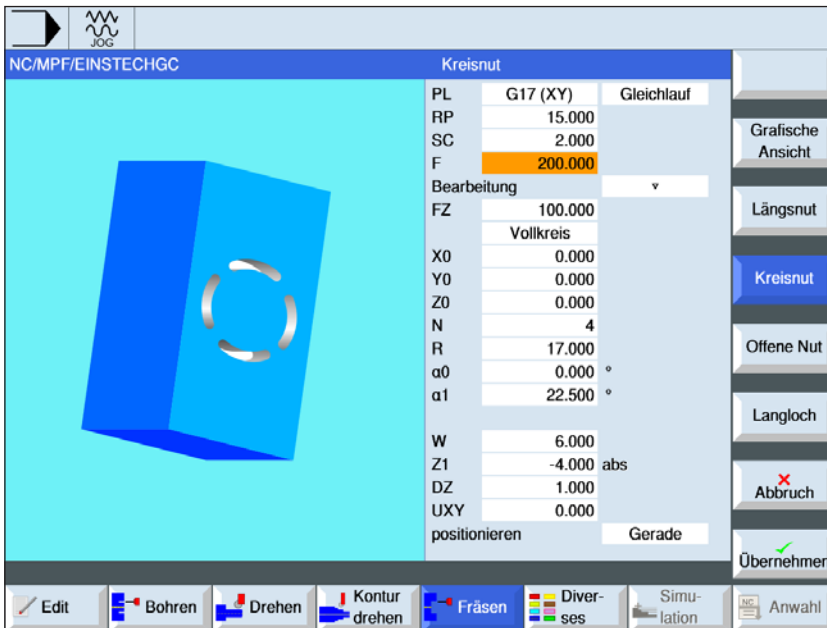 JOG
NC/MPF/EINSTECHGC
Kreisnut
PL G17 (XY) Gleichlauf
RP 15.000
SC 2.000
F 200.000
Bearbeitung ▿
FZ 100.000
Vollkreis
X0 0.000
Y0 0.000
Z0 0.000
N 4
R 17.000
α0 0.000 °
α1 22.500 °
W 6.000
Z1 -4.000 abs
DZ 1.000
UXY 0.000
positionieren Gerade
Grafische
Ansicht
Längsnut
Kreisnut
Offene Nut
Langloch
Abbruch
Übernehmen
Edit
Bohren
Drehen
Kontur
drehen
Fräsen
Diver-
ses
Simu-
lation
NC
Anwahl